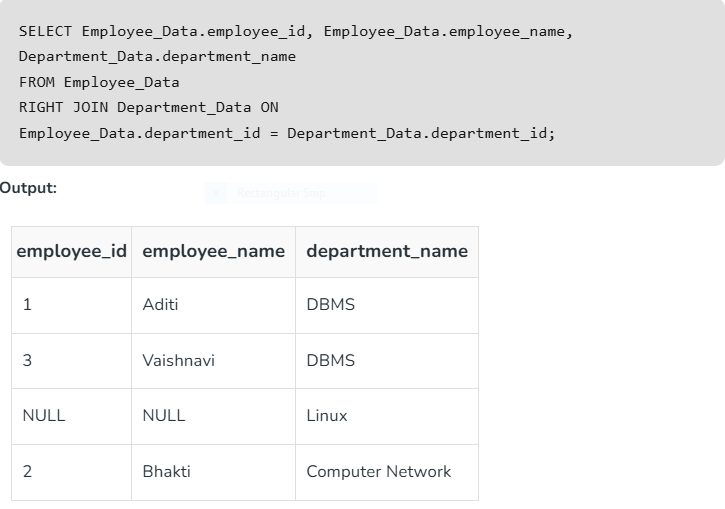 SELECT Employee_Data.employee_id, Employee_Data.employee_name,
Department_Data.department_name
FROM Employee_Data
RIGHT JOIN Department_Data ON
Employee_Data.department_id = Department_Data.department_id;
Output:
Rectangular Snip
employee_id employee_name department_name
1 Aditi DBMS
3 Vaishnavi DBMS
NULL NULL Linux
2 Bhakti Computer Network